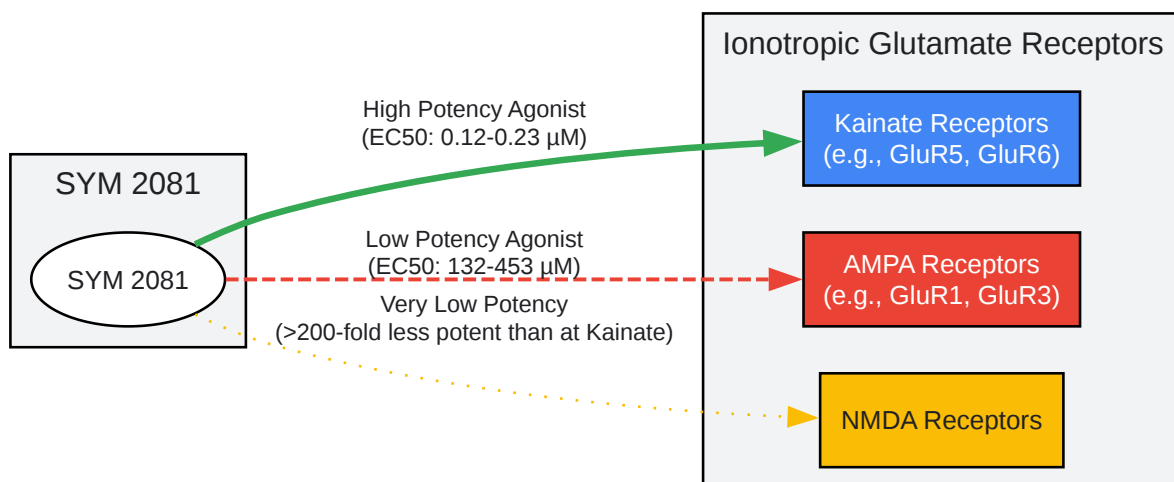 Ionotropic Glutamate Receptors
High Potency Agonist
(EC50: 0.12-0.23 µM)
Kainate Receptors
(e.g., GluR5, GluR6)
SYM 2081
SYM 2081
Low Potency Agonist
(EC50: 132-453 µM)
AMPA Receptors
(e.g., GluR1, GluR3)
Very Low Potency
(>200-fold less potent than at Kainate)
NMDA Receptors